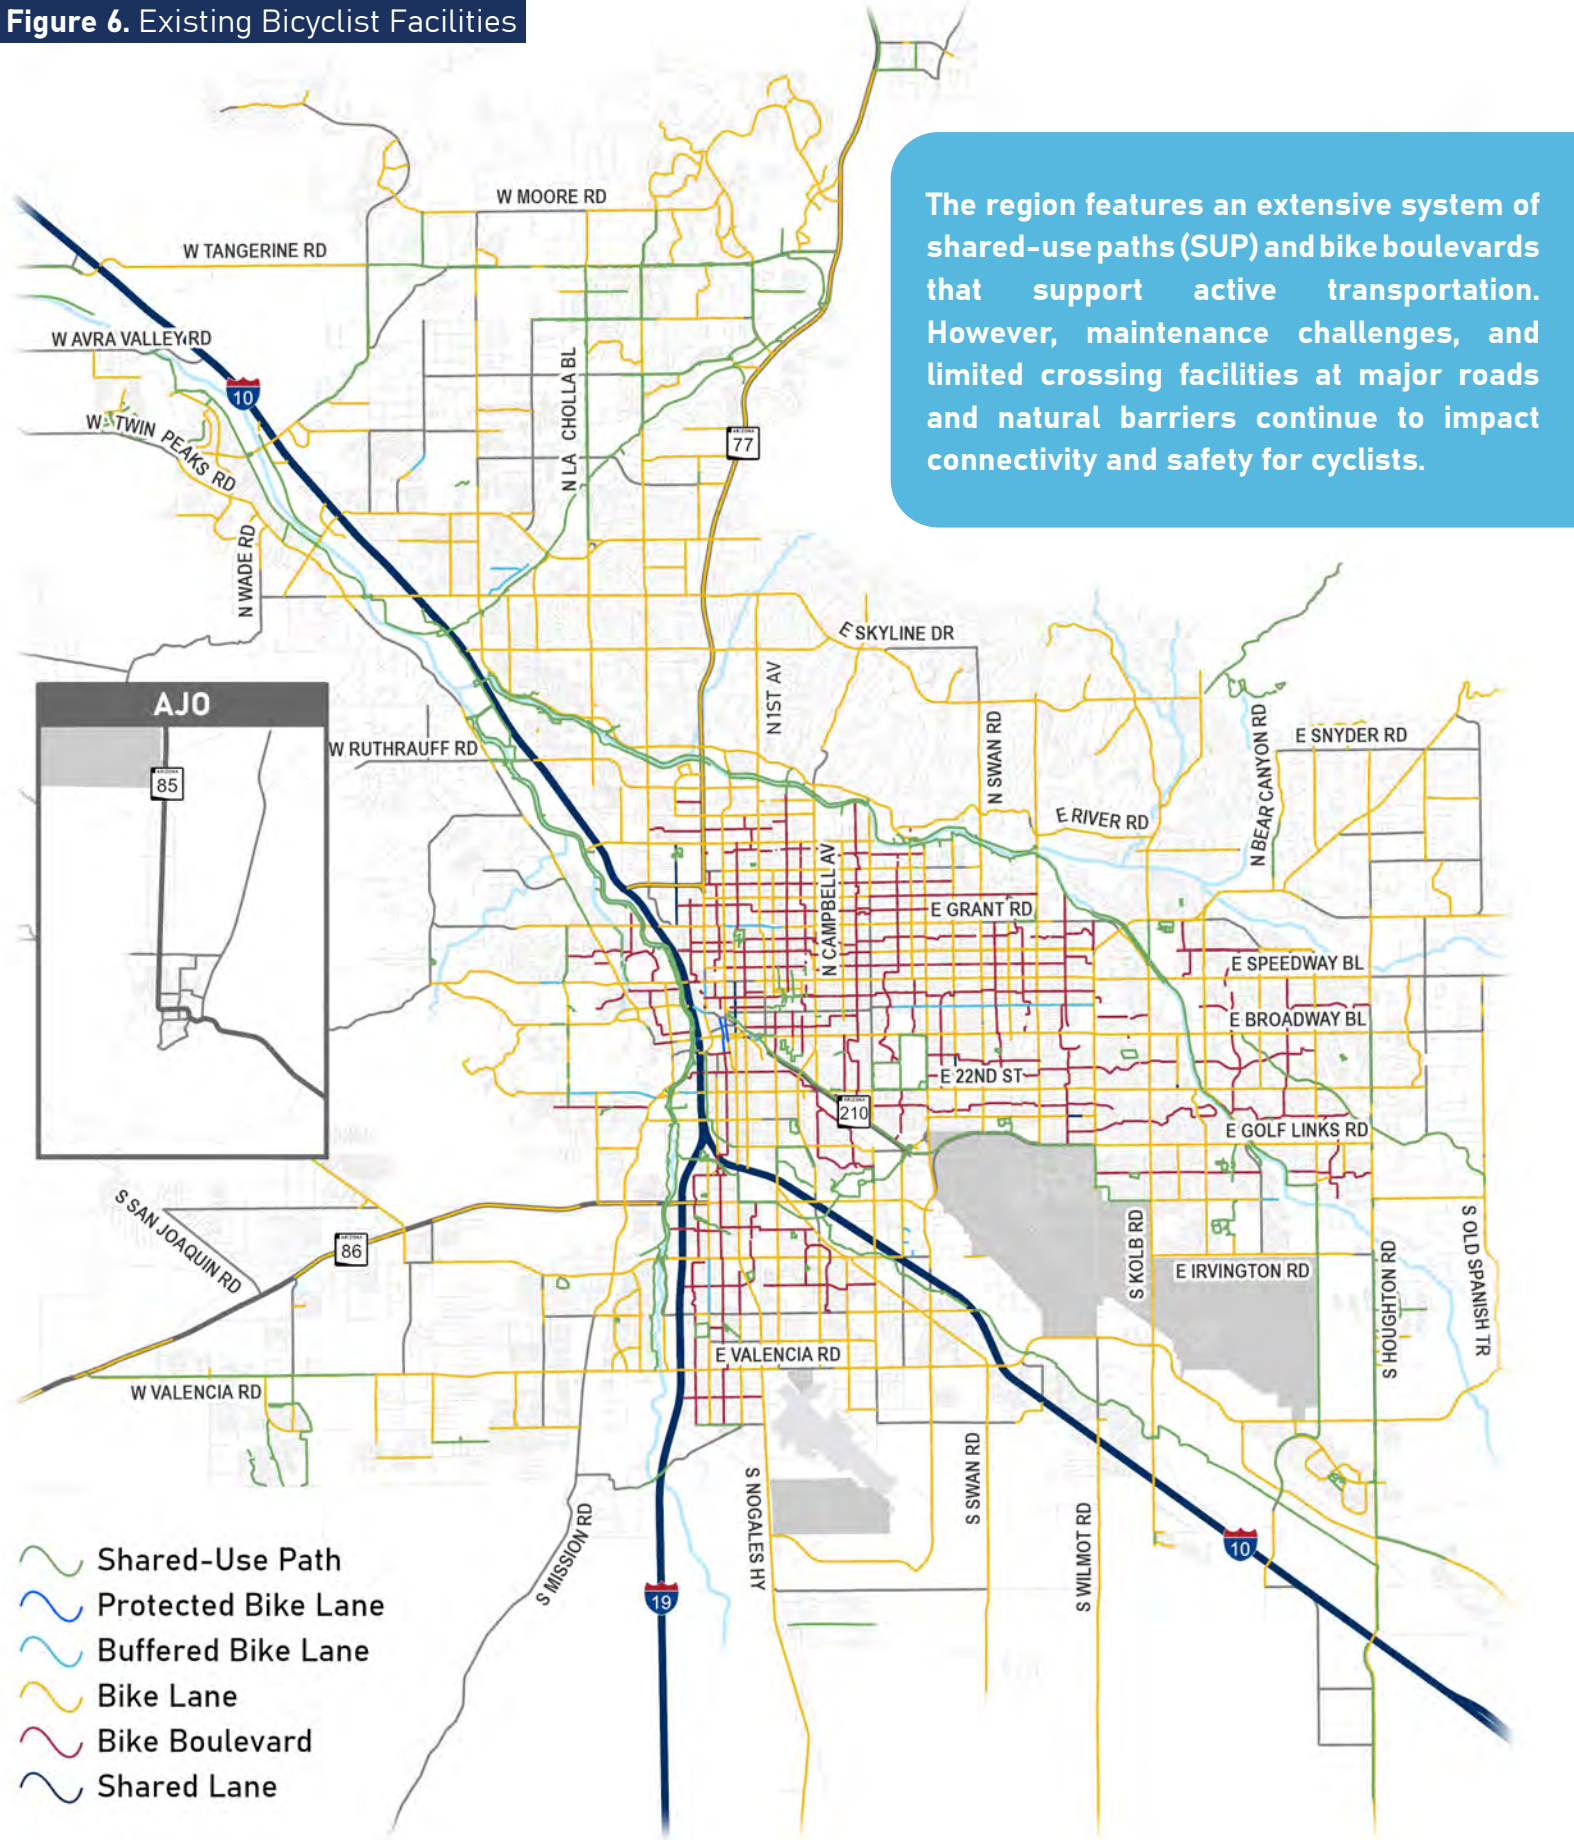 Figure 6. Existing Bicyclist Facilities
The region features an extensive system of
shared-use paths (SUP) and bike boulevards
that support active transportation.
However, maintenance challenges, and
limited crossing facilities at major roads
and natural barriers continue to impact
connectivity and safety for cyclists.
W MOORE RD
W TANGERINE RD
W AVRA VALLEY RD
10
W TWIN PEAKS RD
N LA CHOLLA BL
ARIZONA
77
N WADE RD
E SKYLINE DR
N 1ST AV
AJO
ARIZONA
85
W RUTHRAUFF RD
N SWAN RD
N BEAR CANYON RD
E SNYDER RD
E RIVER RD
N CAMPBELL AV
E GRANT RD
E SPEEDWAY BL
E BROADWAY BL
E 22ND ST
ARIZONA
210
E GOLF LINKS RD
S SAN JOAQUIN RD
ARIZONA
86
S KOLB RD
E IRVINGTON RD
S HOUGHTON RD
S OLD SPANISH TR
E VALENCIA RD
W VALENCIA RD
S MISSION RD
S NOGALES HY
S SWAN RD
S WILMOT RD
10
19
Shared-Use Path
Protected Bike Lane
Buffered Bike Lane
Bike Lane
Bike Boulevard
Shared Lane